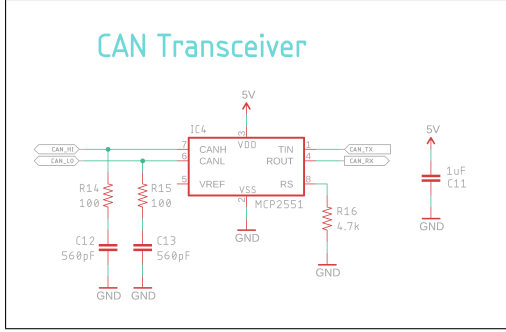 CAN Transceiver
5V
IC4
3
VDD
5V
CAN_HI
7
CANH
TIN
1
CAN_TX
CAN_LO
6
CANL
ROUT
4
CAN_RX
5
VREF
RS
8
1uF
C11
R14
100
R15
100
VSS
2
MCP2551
R16
4.7k
GND
GND
C12
560pF
C13
560pF
GND
GND
GND